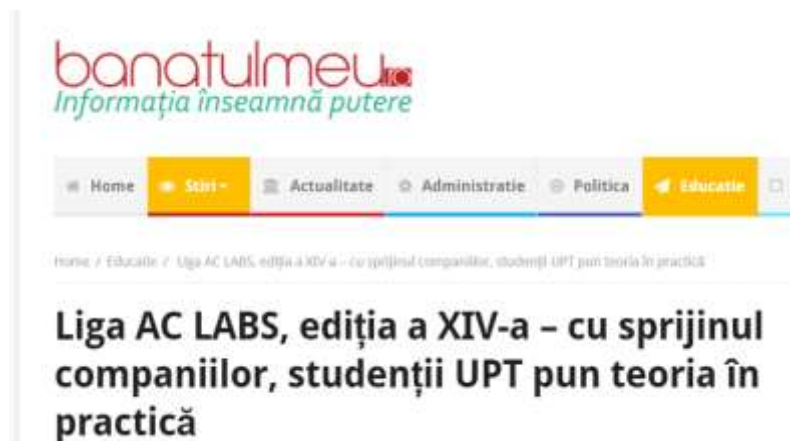 banatulmeu.ro
Informația înseamnă putere
Home Stiri Actualitate Administratie Politica Educatie
Home / Educatie / Liga AC LABS, ediția a XIV-a – cu sprijinul companiilor, studenții UPT pun teoria în practică
Liga AC LABS, ediția a XIV-a – cu sprijinul
companiilor, studenții UPT pun teoria în
practică